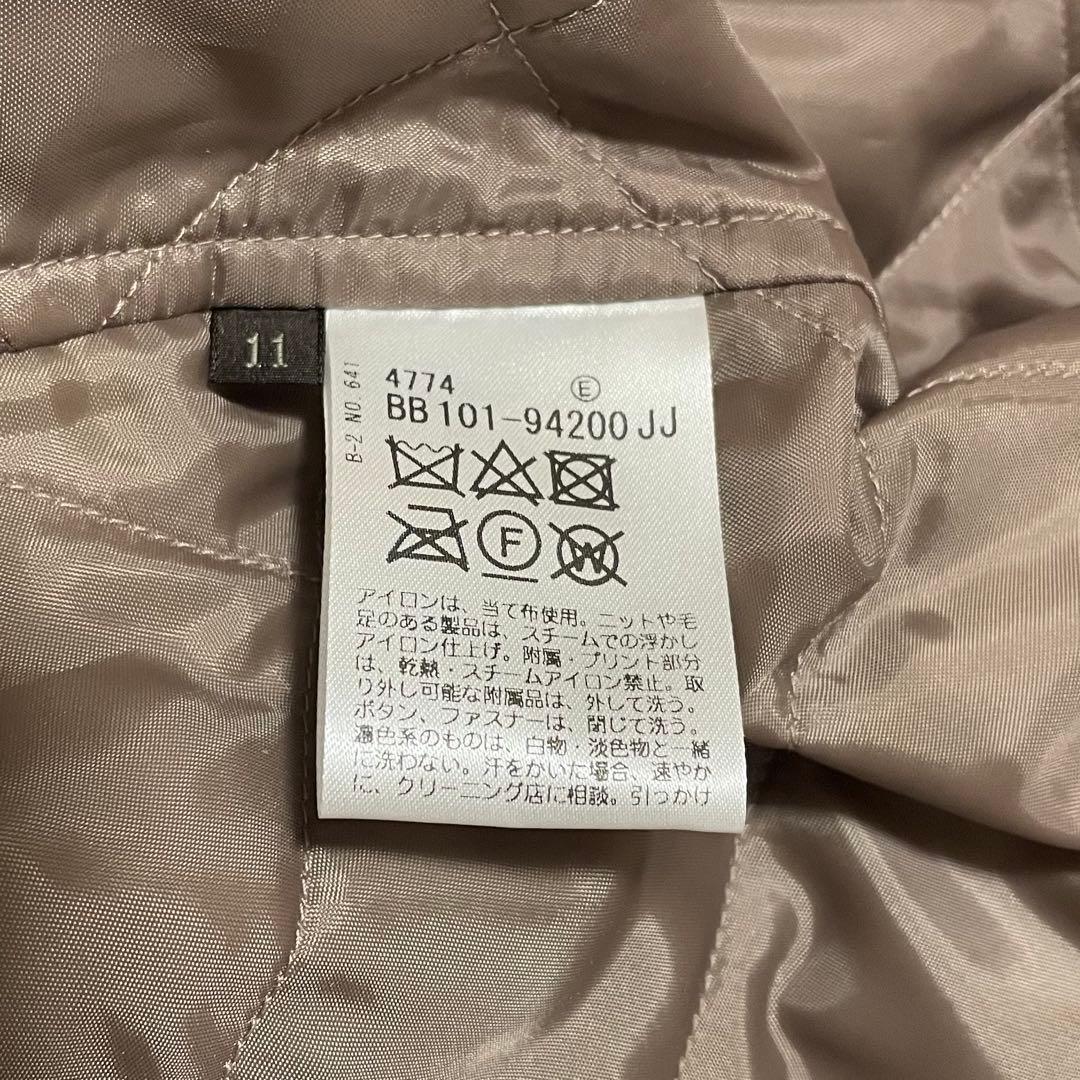 11
B-2 NO.641
4774
Ⓔ
BB101-94200JJ
F
W
アイロンは、当て布使用。ニットや毛
足のある製品は、スチームでの浮かし
アイロン仕上げ。附属・プリント部分
は、乾熱・スチームアイロン禁止。取
り外し可能な附属品は、外して洗う。
ボタン、ファスナーは、閉じて洗う。
濃色系のものは、白物・淡色物と一緒
に洗わない。汗をかいた場合、速やか
に、クリーニング店に相談。引っかけ